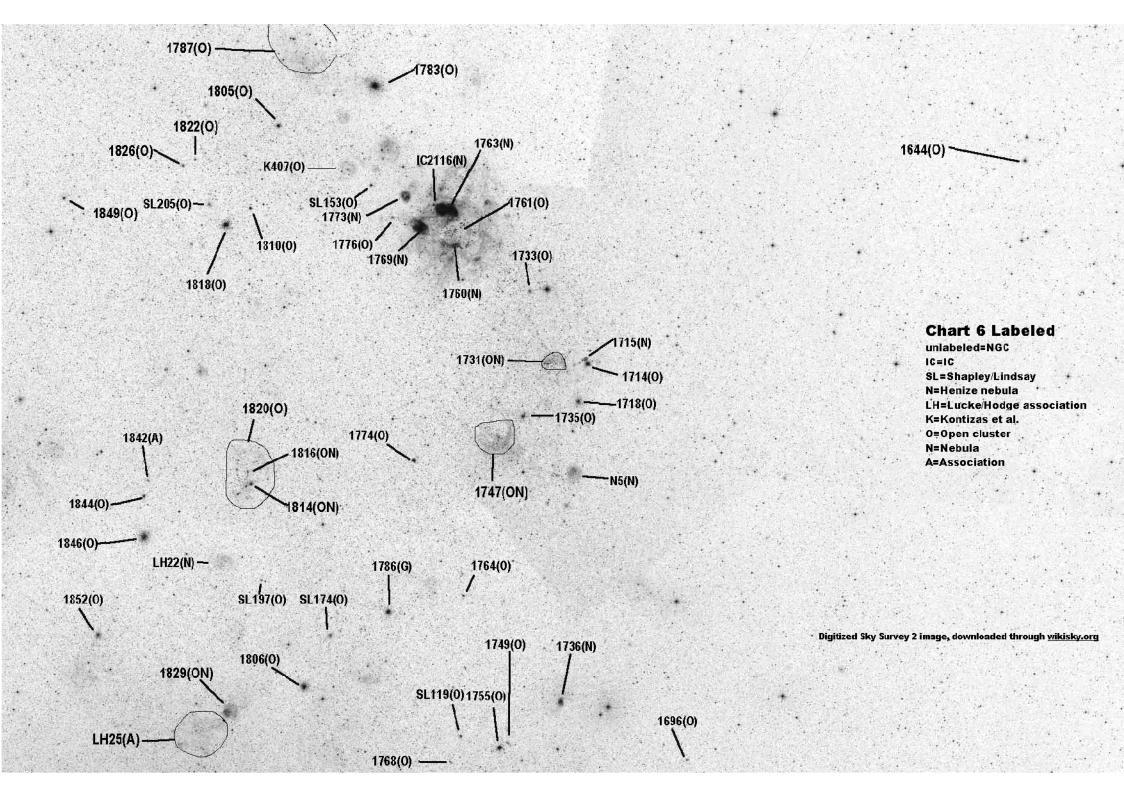 1787(O)
1783(O)
1805(O)
1822(O)
1763(N)
1826(O)
IC2116(N)
1644(O)
K407(O)
SL153(O)
1761(O)
SL205(O)
1849(O)
1773(N)
1776(O)
1810(O)
1769(N)
1733(O)
1818(O)
1760(N)
Chart 6 Labeled
unlabeled=NGC
IC=IC
SL=Shapley/Lindsay
N=Henize nebula
LH=Lucke/Hodge association
K=Kontizas et al.
O=Open cluster
N=Nebula
A=Association
1715(N)
1731(ON)
1714(O)
1718(O)
1820(O)
1735(O)
1842(A)
1774(O)
1816(ON)
N5(N)
1747(ON)
1844(O)
1814(ON)
1846(O)
LH22(N)
1786(G)
1764(O)
1852(O)
SL197(O)
SL174(O)
Digitized Sky Survey 2 image, downloaded through wikisky.org
1749(O)
1736(N)
1806(O)
1829(ON)
SL119(O)
1755(O)
1696(O)
LH25(A)
1768(O)